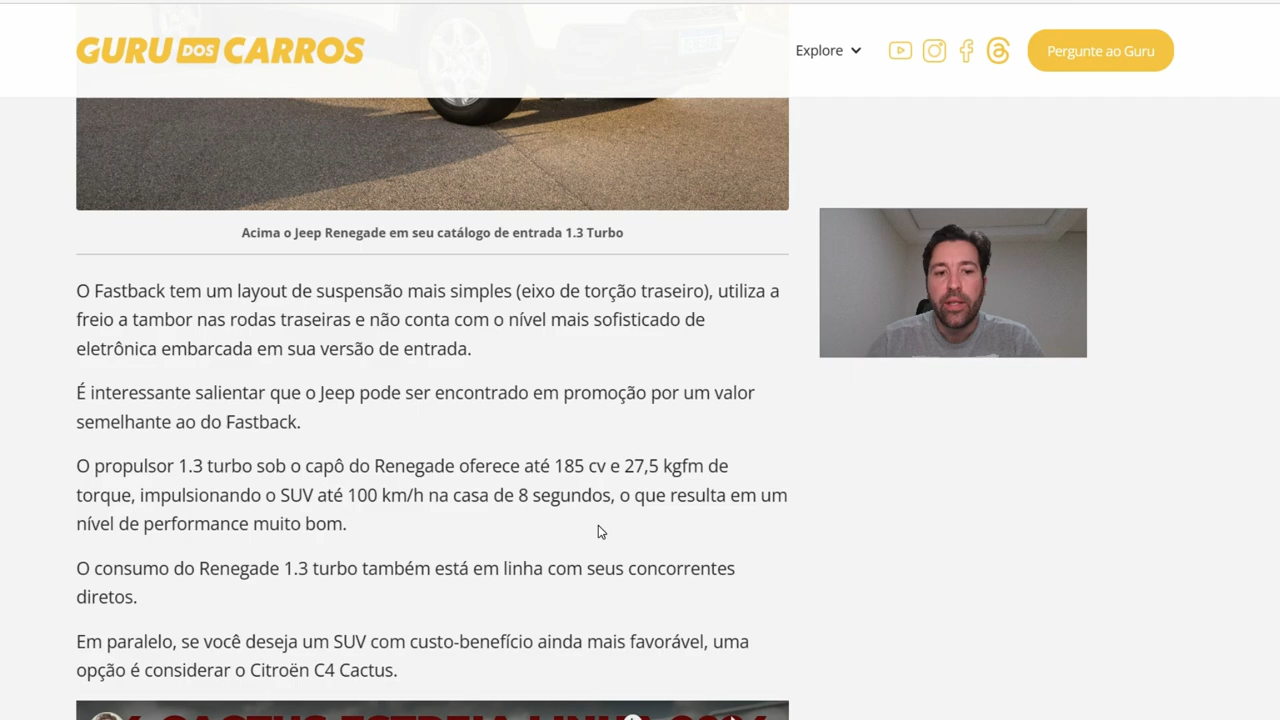 GURU DOS CARROS
Explore
Pergunte ao Guru
Acima o Jeep Renegade em seu catálogo de entrada 1.3 Turbo
O Fastback tem um layout de suspensão mais simples (eixo de torção traseiro), utiliza a
freio a tambor nas rodas traseiras e não conta com o nível mais sofisticado de
eletrônica embarcada em sua versão de entrada.
É interessante salientar que o Jeep pode ser encontrado em promoção por um valor
semelhante ao do Fastback.
O propulsor 1.3 turbo sob o capô do Renegade oferece até 185 cv e 27,5 kgfm de
torque, impulsionando o SUV até 100 km/h na casa de 8 segundos, o que resulta em um
nível de performance muito bom.
O consumo do Renegade 1.3 turbo também está em linha com seus concorrentes
diretos.
Em paralelo, se você deseja um SUV com custo-benefício ainda mais favorável, uma
opção é considerar o Citroën C4 Cactus.